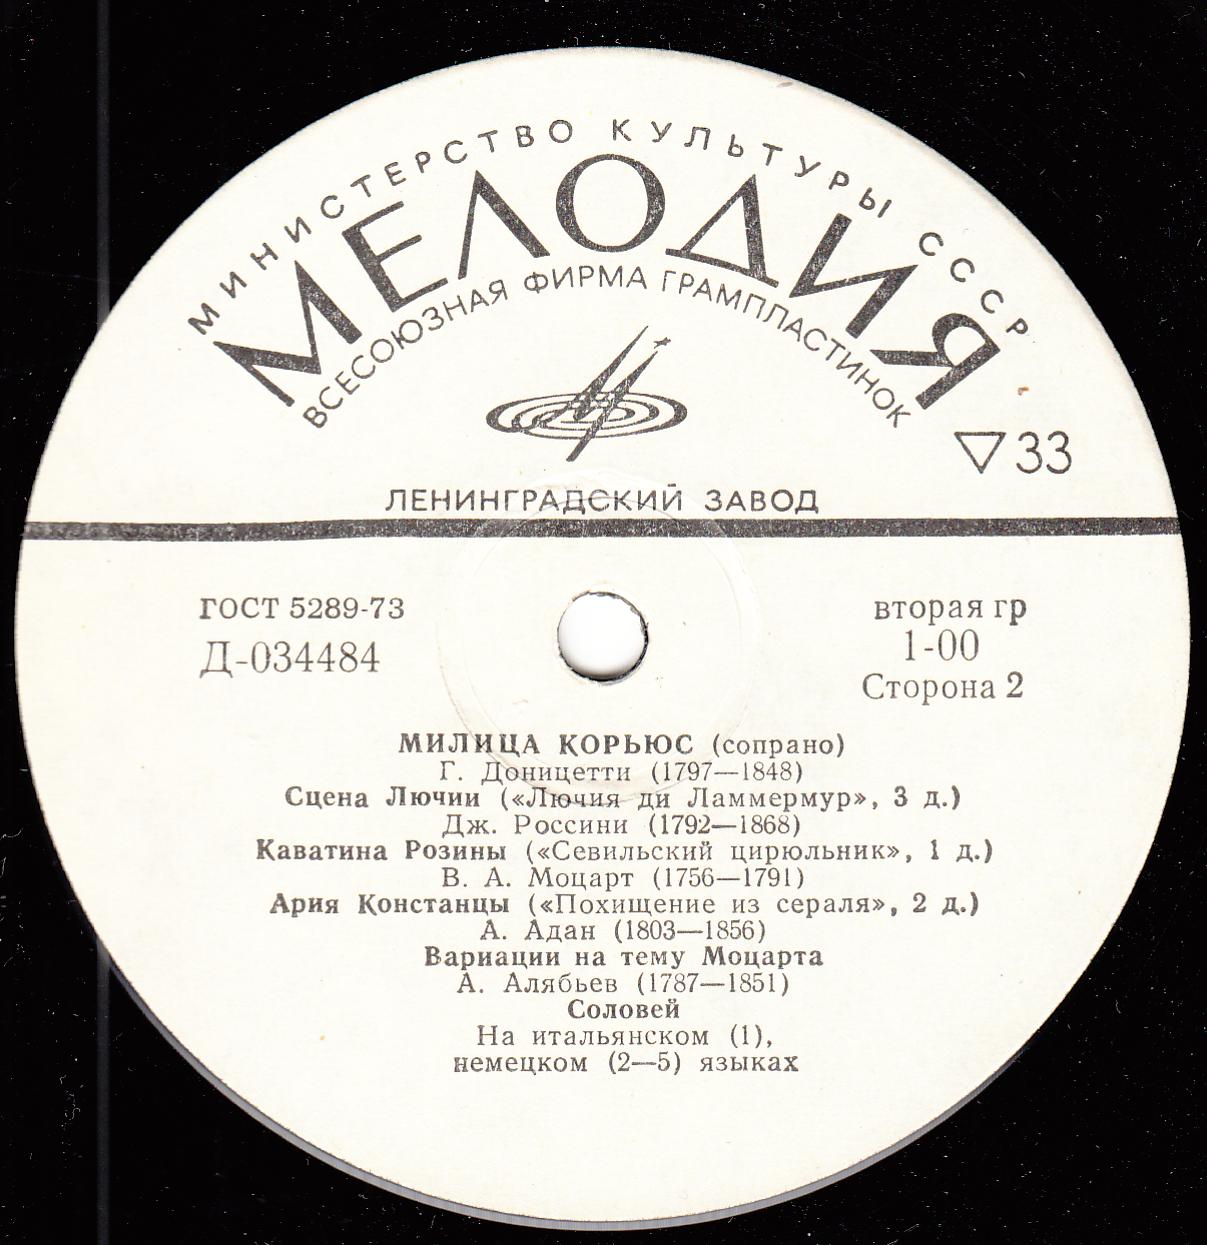 МИНИСТЕРСТВО КУЛЬТУРЫ СССР
МЕЛОДИЯ
ВСЕСОЮЗНАЯ ФИРМА ГРАМПЛАСТИНОК
▽33
ЛЕНИНГРАДСКИЙ ЗАВОД
ГОСТ 5289-73
Д-034484
вторая гр
1-00
Сторона 2
МИЛИЦА КОРЬЮС (сопрано)
Г. Доницетти (1797—1848)
Сцена Лючии («Лючия ди Ламмермур», 3 д.)
Дж. Россини (1792—1868)
Каватина Розины («Севильский цирюльник», 1 д.)
В. А. Моцарт (1756—1791)
Ария Констанцы («Похищение из сераля», 2 д.)
А. Адан (1803—1856)
Вариации на тему Моцарта
А. Алябьев (1787—1851)
Соловей
На итальянском (1),
немецком (2—5) языках